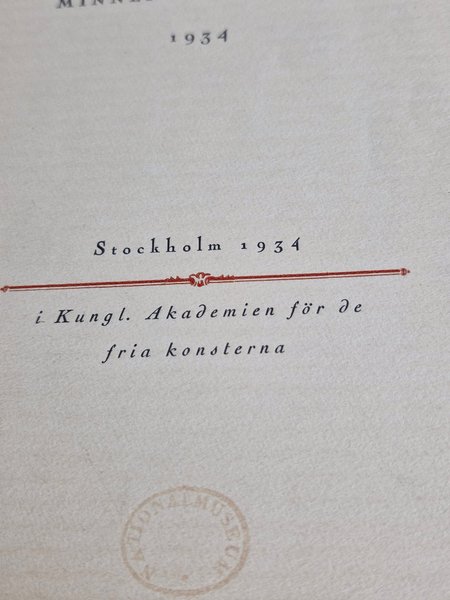 1934
Stockholm 1934
i Kungl. Akademien för de
fria konsterna
NATIONALMUSEUM